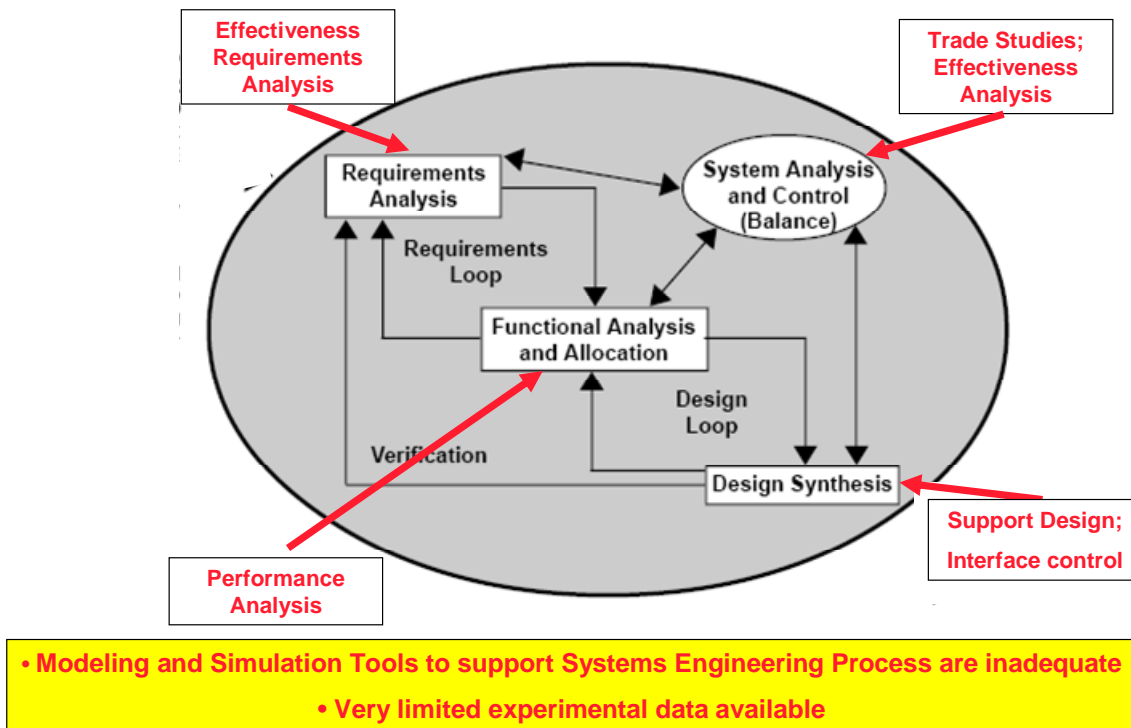 Effectiveness
Requirements
Analysis
Trade Studies;
Effectiveness
Analysis
Requirements
Analysis
System Analysis
and Control
(Balance)
Requirements
Loop
Functional Analysis
and Allocation
Design
Loop
Verification
Design Synthesis
Support Design;
Interface control
Performance
Analysis
• Modeling and Simulation Tools to support Systems Engineering Process are inadequate
• Very limited experimental data available